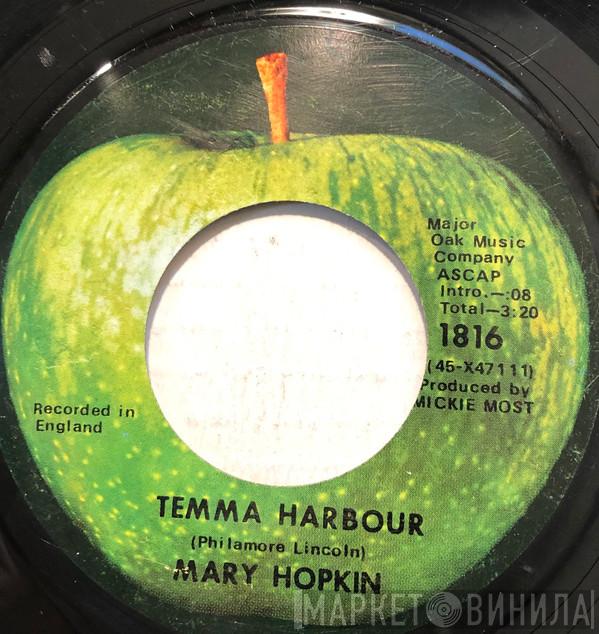 Major
Oak Music
Company
ASCAP
Intro.—:08
Total—3:20
1816
(45-X47111)
Produced by
MICKIE MOST
Recorded in
England
TEMMA HARBOUR
(Philamore Lincoln)
MARY HOPKIN
МАРКЕТ ВИНИЛА